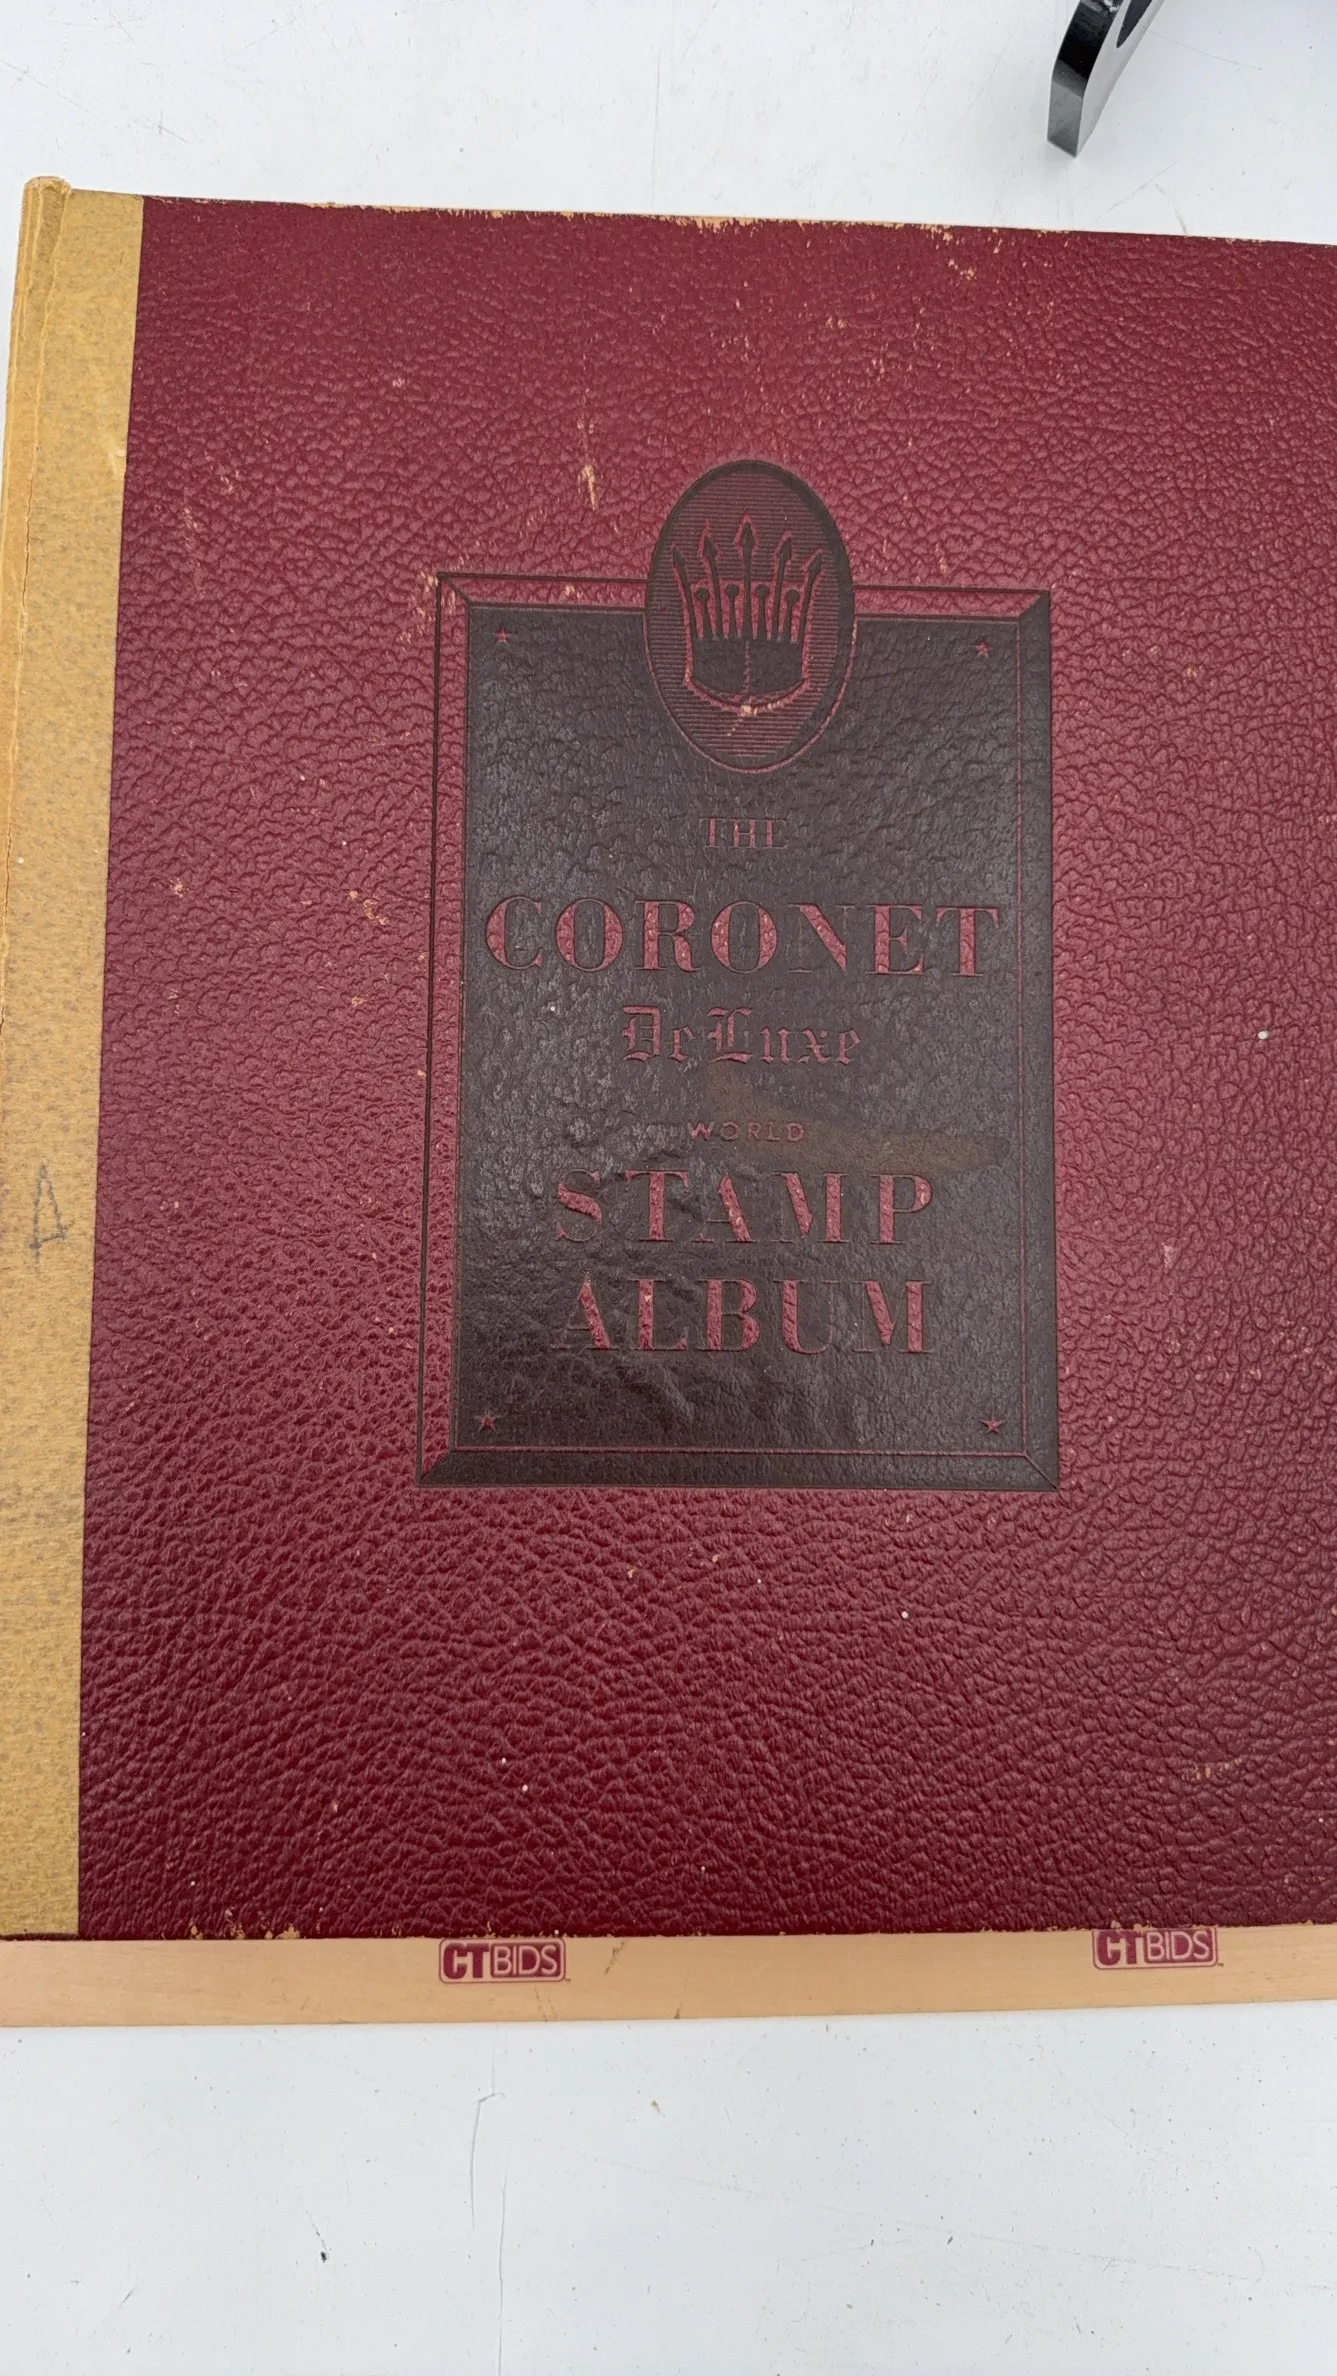 THE
CORONET
De Luxe
WORLD
STAMP
ALBUM
A
CTBIDS
CTBIDS